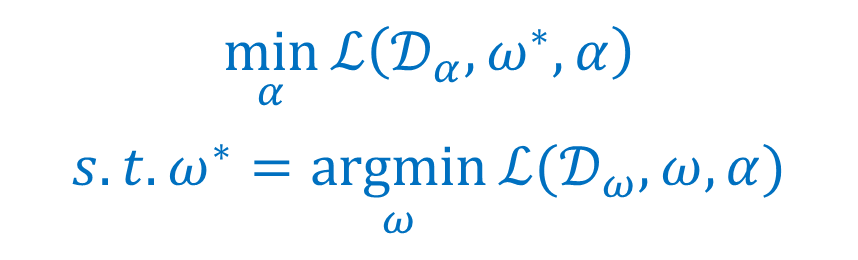 min_α ℒ(𝒟_α, ω*, α)
s.t. ω* = argmin_ω ℒ(𝒟_ω, ω, α)